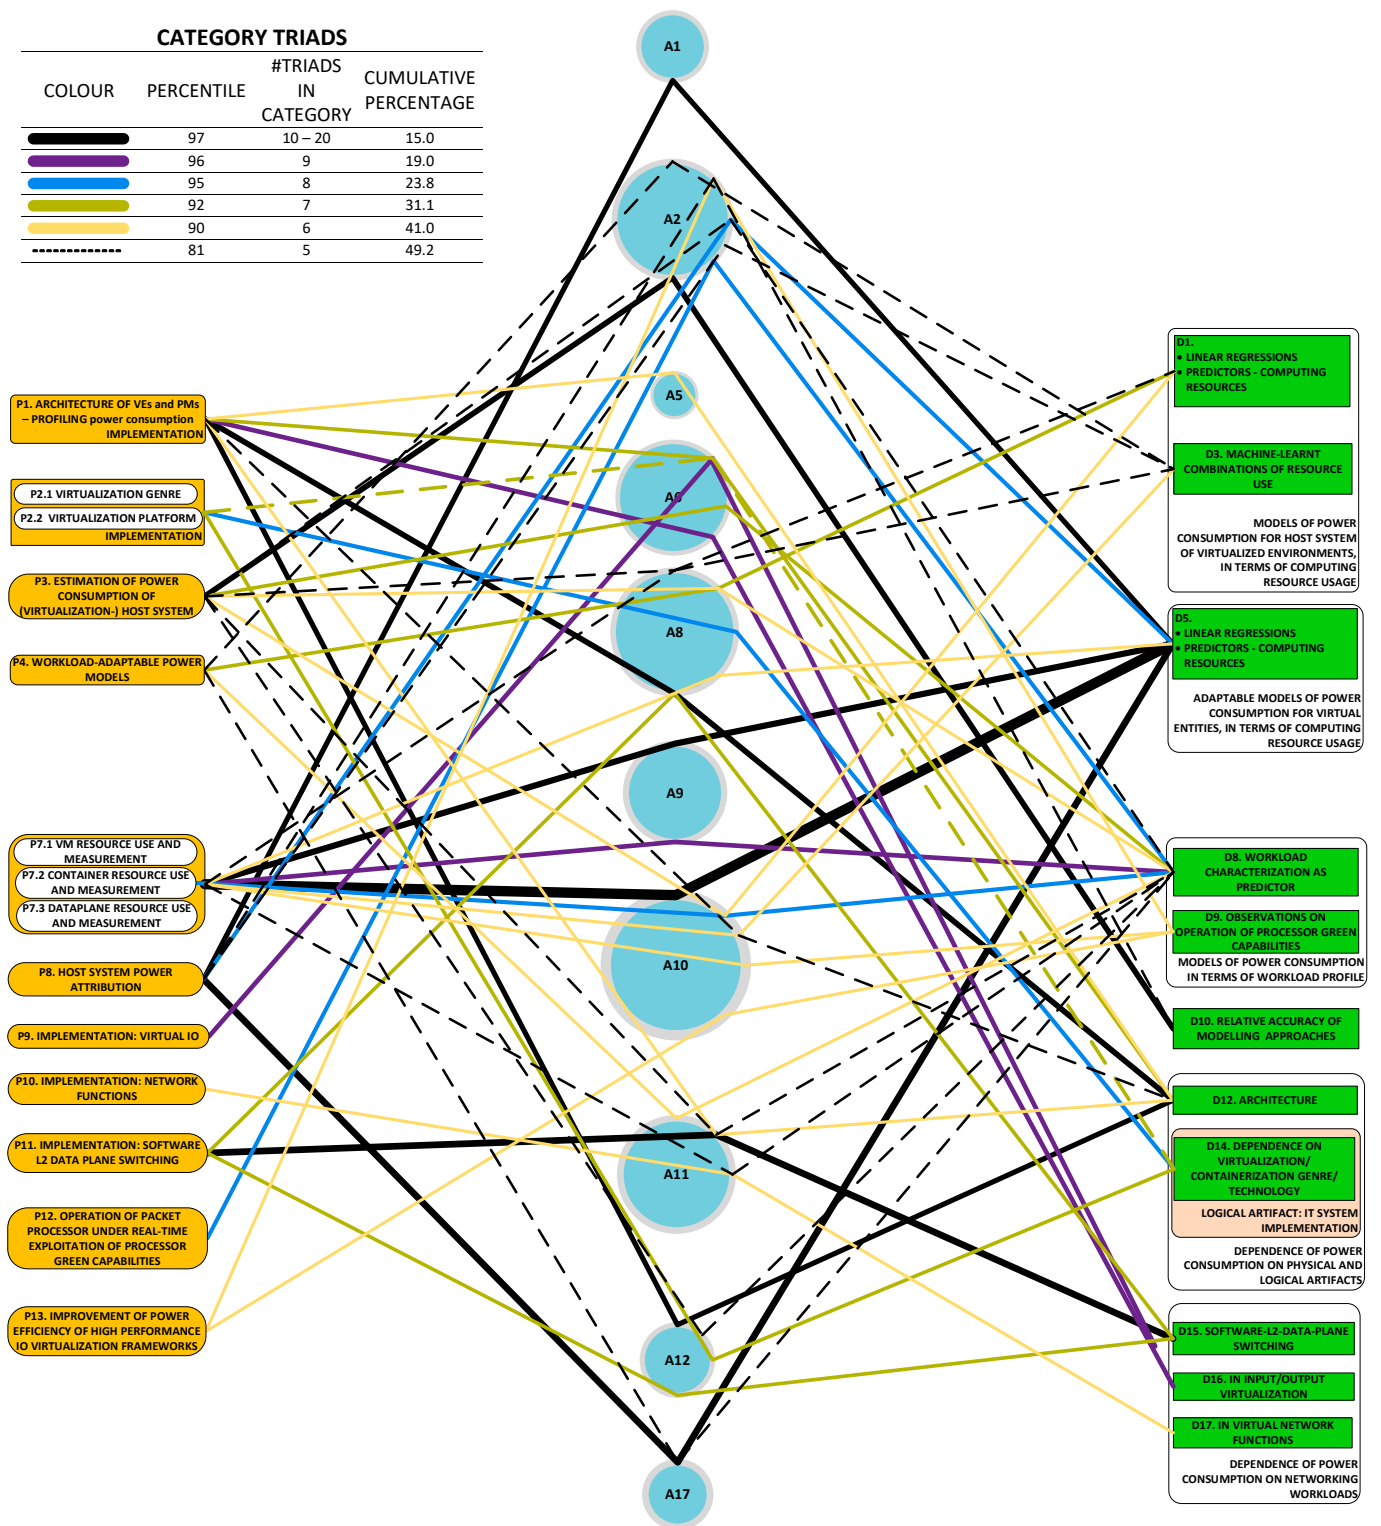 CATEGORY TRIADS
COLOUR PERCENTILE #TRIADS IN CATEGORY CUMULATIVE PERCENTAGE
97 10 – 20 15.0
96 9 19.0
95 8 23.8
92 7 31.1
90 6 41.0
81 5 49.2
P1. ARCHITECTURE OF VEs and PMs
– PROFILING power consumption
IMPLEMENTATION
P2.1 VIRTUALIZATION GENRE
P2.2 VIRTUALIZATION PLATFORM
IMPLEMENTATION
P3. ESTIMATION OF POWER
CONSUMPTION OF
(VIRTUALIZATION-) HOST SYSTEM
P4. WORKLOAD-ADAPTABLE POWER
MODELS
P7.1 VM RESOURCE USE AND
MEASUREMENT
P7.2 CONTAINER RESOURCE USE
AND MEASUREMENT
P7.3 DATAPLANE RESOURCE USE
AND MEASUREMENT
P8. HOST SYSTEM POWER
ATTRIBUTION
P9. IMPLEMENTATION: VIRTUAL IO
P10. IMPLEMENTATION: NETWORK
FUNCTIONS
P11. IMPLEMENTATION: SOFTWARE
L2 DATA PLANE SWITCHING
P12. OPERATION OF PACKET
PROCESSOR UNDER REAL-TIME
EXPLOITATION OF PROCESSOR
GREEN CAPABILITIES
P13. IMPROVEMENT OF POWER
EFFICIENCY OF HIGH PERFORMANCE
IO VIRTUALIZATION FRAMEWORKS
A1
A2
A5
A6
A8
A9
A10
A11
A12
A17
D1.
• LINEAR REGRESSIONS
• PREDICTORS - COMPUTING
RESOURCES
D3. MACHINE-LEARNT
COMBINATIONS OF RESOURCE
USE
MODELS OF POWER
CONSUMPTION FOR HOST SYSTEM
OF VIRTUALIZED ENVIRONMENTS,
IN TERMS OF COMPUTING
RESOURCE USAGE
D5.
• LINEAR REGRESSIONS
• PREDICTORS - COMPUTING
RESOURCES
ADAPTABLE MODELS OF POWER
CONSUMPTION FOR VIRTUAL
ENTITIES, IN TERMS OF COMPUTING
RESOURCE USAGE
D8. WORKLOAD
CHARACTERIZATION AS
PREDICTOR
D9. OBSERVATIONS ON
OPERATION OF PROCESSOR GREEN
CAPABILITIES
MODELS OF POWER CONSUMPTION
IN TERMS OF WORKLOAD PROFILE
D10. RELATIVE ACCURACY OF
MODELLING APPROACHES
D12. ARCHITECTURE
D14. DEPENDENCE ON
VIRTUALIZATION/
CONTAINERIZATION GENRE/
TECHNOLOGY
LOGICAL ARTIFACT: IT SYSTEM
IMPLEMENTATION
DEPENDENCE OF POWER
CONSUMPTION ON PHYSICAL AND
LOGICAL ARTIFACTS
D15. SOFTWARE-L2-DATA-PLANE
SWITCHING
D16. IN INPUT/OUTPUT
VIRTUALIZATION
D17. IN VIRTUAL NETWORK
FUNCTIONS
DEPENDENCE OF POWER
CONSUMPTION ON NETWORKING
WORKLOADS